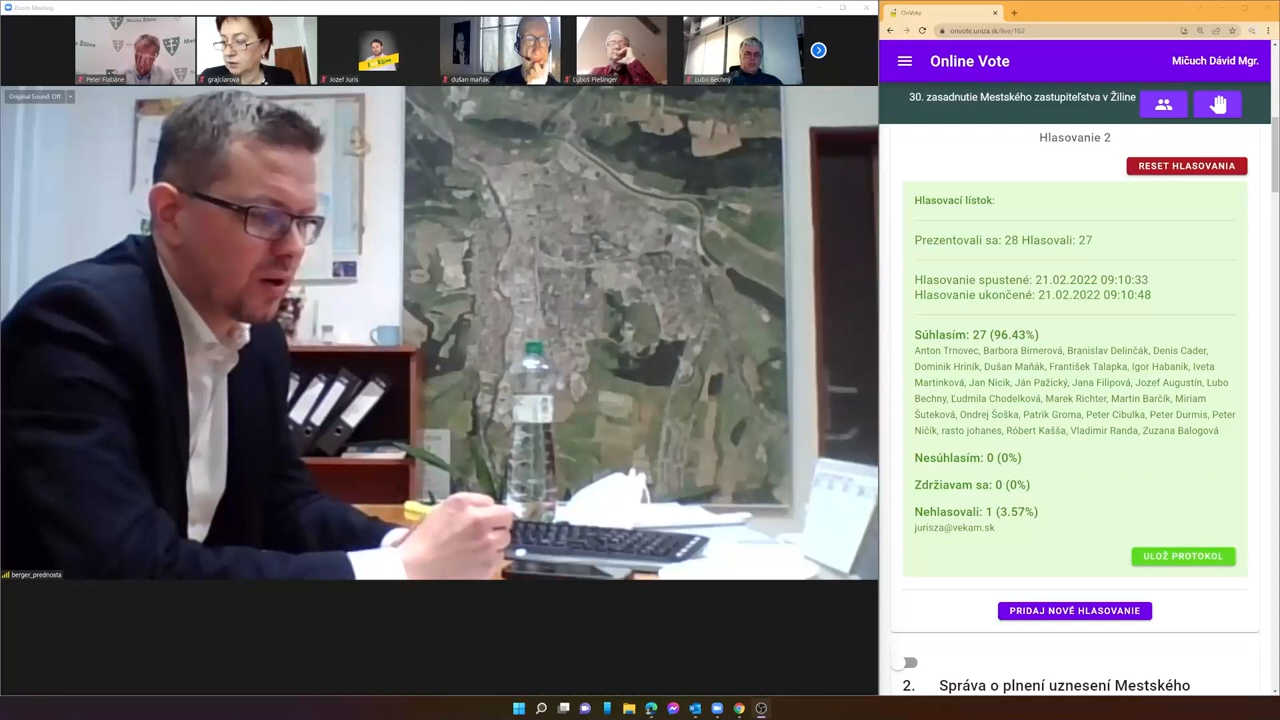 Zoom Meeting
Peter Fiabáne
grajciarova
Jozef Juris
dušan maňák
Ľuboš Plešinger
Lubo Bechný
Original Sound: Off
berger_prednosta
OnVote
onvote.uniza.sk/live/162
Online Vote
Mičuch Dávid Mgr.
30. zasadnutie Mestského zastupiteľstva v Žiline
Hlasovanie 2
RESET HLASOVANIA
Hlasovací lístok:
Prezentovali sa: 28 Hlasovali: 27
Hlasovanie spustené: 21.02.2022 09:10:33
Hlasovanie ukončené: 21.02.2022 09:10:48
Súhlasím: 27 (96.43%)
Anton Trnovec, Barbora Birnerová, Branislav Delinčák, Denis Cader,
Dominik Hriník, Dušan Maňák, František Talapka, Igor Habanik, Iveta
Martinková, Jan Nicík, Ján Pažický, Jana Filipová, Jozef Augustín, Lubo
Bechny, Ľudmila Chodelková, Marek Richter, Martin Barčík, Miriam
Šuteková, Ondrej Šoška, Patrik Groma, Peter Cibulka, Peter Durmis, Peter
Ničík, rasto johanes, Róbert Kašša, Vladimir Randa, Zuzana Balogová
Nesúhlasím: 0 (0%)
Zdržiavam sa: 0 (0%)
Nehlasovali: 1 (3.57%)
jurisza@vekam.sk
ULOŽ PROTOKOL
PRIDAJ NOVÉ HLASOVANIE
2. Správa o plnení uznesení Mestského